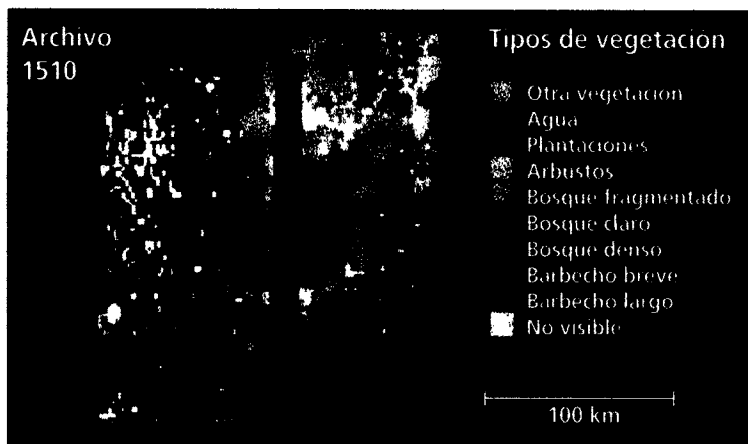 Archivo
1510
Tipos de vegetación
Otra vegetacion
Agua
Plantaciones
Arbustos
Bosque fragmentado
Bosque claro
Bosque denso
Barbecho breve
Barbecho largo
No visible
100 km